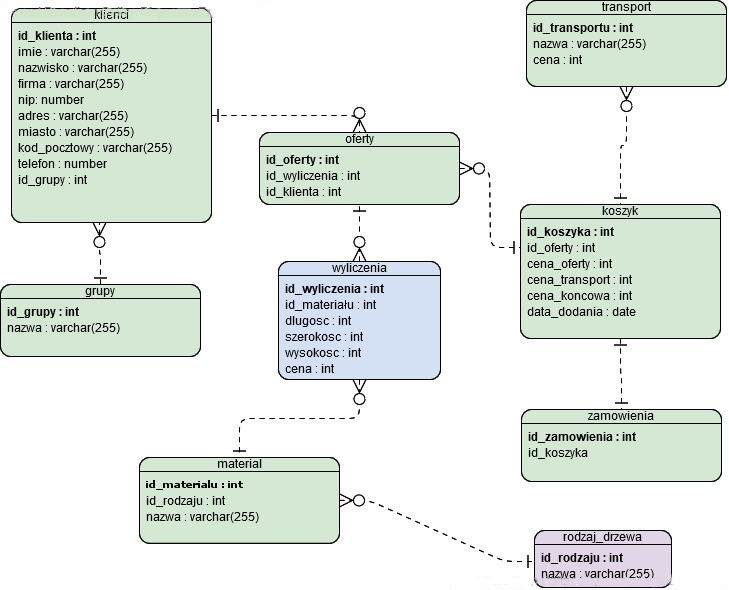 klienci
id_klienta : int
imie : varchar(255)
nazwisko : varchar(255)
firma : varchar(255)
nip: number
adres : varchar(255)
miasto : varchar(255)
kod_pocztowy : varchar(255)
telefon : number
id_grupy : int
transport
id_transportu : int
nazwa : varchar(255)
cena : int
oferty
id_oferty : int
id_wyliczenia : int
id_klienta : int
koszyk
id_koszyka : int
id_oferty : int
cena_oferty : int
cena_transport : int
cena_koncowa : int
data_dodania : date
grupy
id_grupy : int
nazwa : varchar(255)
wyliczenia
id_wyliczenia : int
id_materiału : int
dlugosc : int
szerokosc : int
wysokosc : int
cena : int
zamowienia
id_zamowienia : int
id_koszyka
material
id_materialu : int
id_rodzaju : int
nazwa : varchar(255)
rodzaj_drzewa
id_rodzaju : int
nazwa : varchar(255)